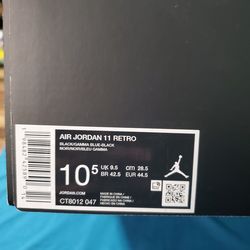 AIR JORDAN 11 RETRO
BLACK/GAMMA BLUE-BLACK
NOIR/NOIR/BLEU GAMMA
10.5
UK 9.5 cm 28.5
BR 42.5 EUR 44.5
JORDAN.COM
CT8012 047
MADE IN CHINA